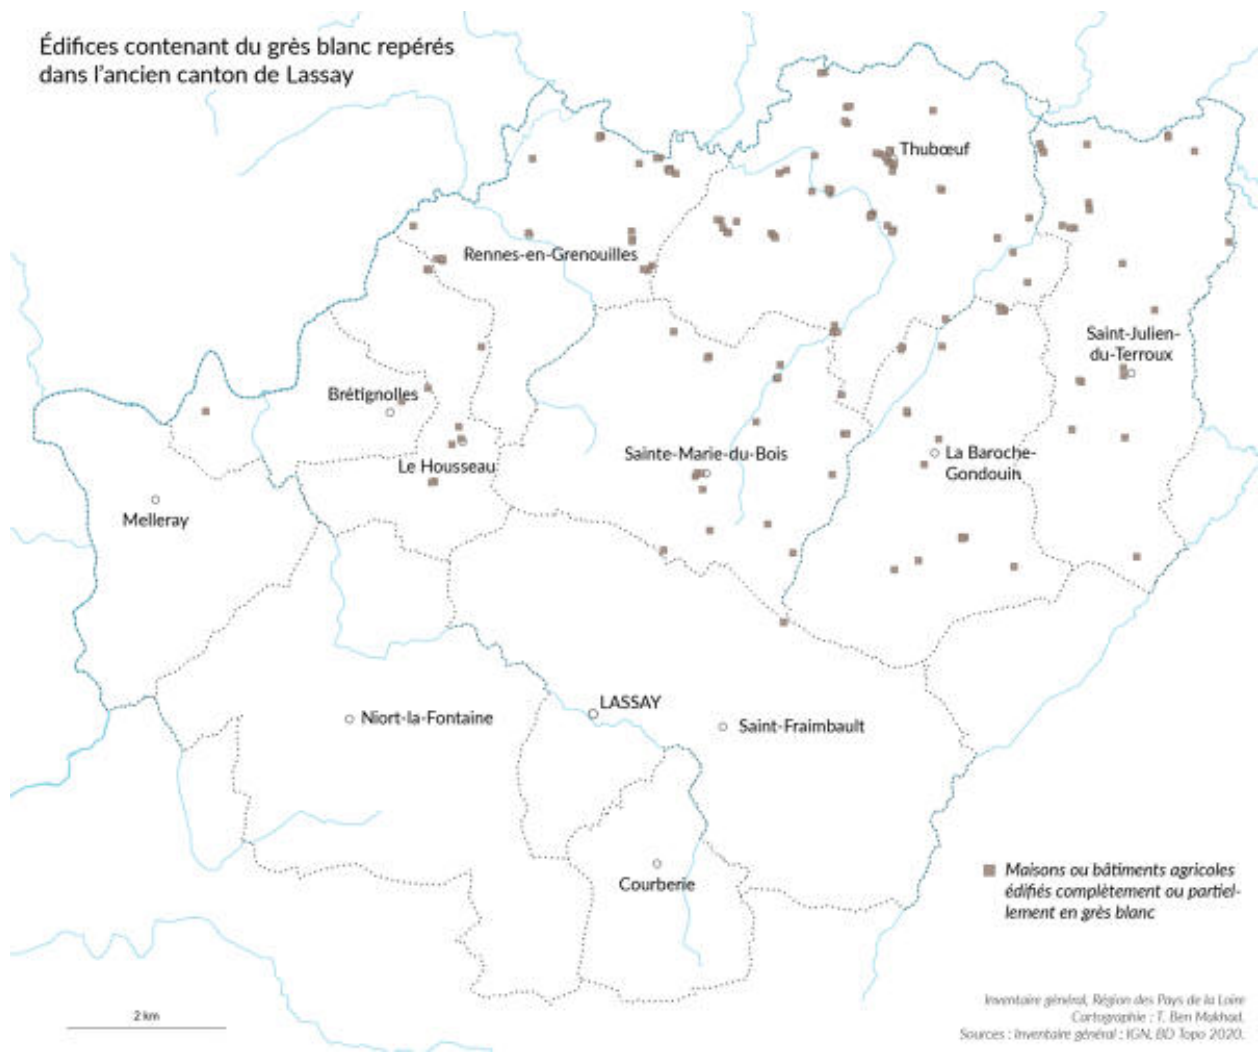 Édifices contenant du grès blanc repérés
dans l'ancien canton de Lassay
Thubœuf
Rennes-en-Grenouilles
Saint-Julien-
du-Terroux
Brétignolles
Sainte-Marie-du-Bois
La Baroche-
Gondouin
Le Housseau
Melleray
LASSAY
Niort-la-Fontaine
Saint-Fraimbault
Courberie
Maisons ou bâtiments agricoles
édifiés complètement ou partiel-
lement en grès blanc
2 km
Inventaire général, Région des Pays de la Loire
Cartographie : T. Ben Makhad.
Sources : Inventaire général ; IGN, BD Topo 2020.